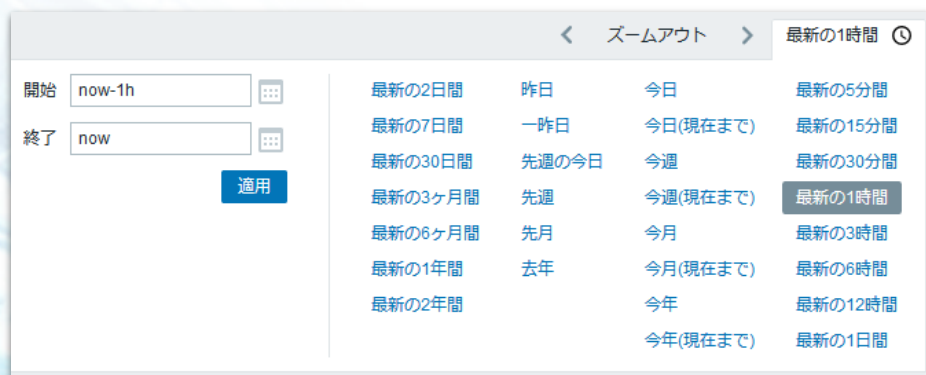 ズームアウト 最新の1時間
開始 now-1h
終了 now
適用
最新の2日間 昨日 今日 最新の5分間
最新の7日間 一昨日 今日(現在まで) 最新の15分間
最新の30日間 先週の今日 今週 最新の30分間
最新の3ヶ月間 先週 今週(現在まで) 最新の1時間
最新の6ヶ月間 先月 今月 最新の3時間
最新の1年間 去年 今月(現在まで) 最新の6時間
最新の2年間 今年 最新の12時間
今年(現在まで) 最新の1日間